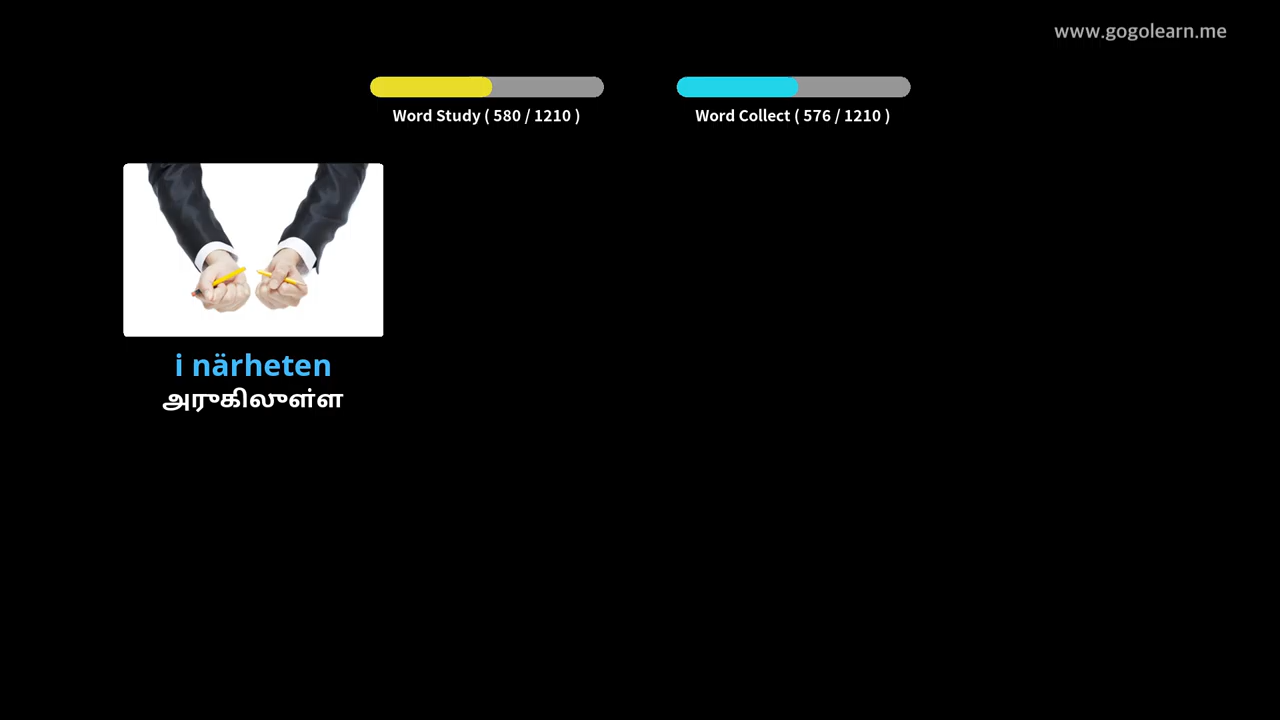 www.gogolearn.me
Word Study ( 580 / 1210 )
Word Collect ( 576 / 1210 )
i närheten
அருகிலுள்ள